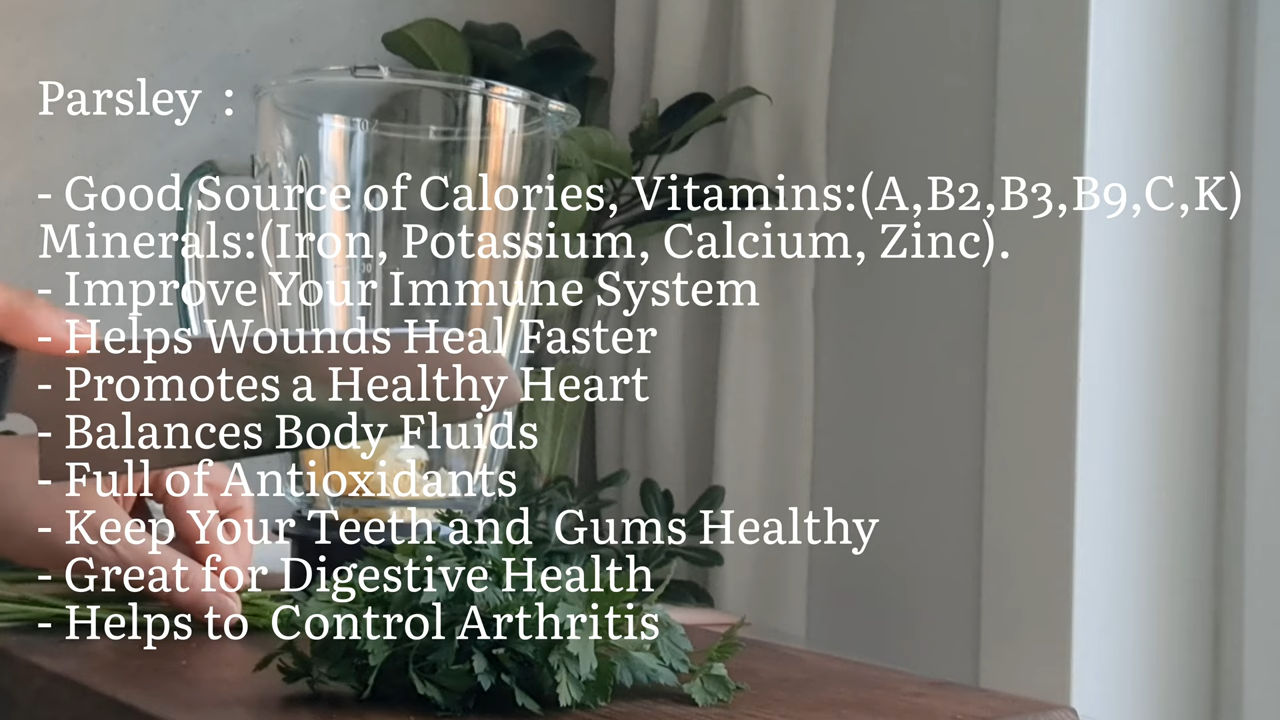 Parsley :
- Good Source of Calories, Vitamins:(A,B2,B3,B9,C,K)
Minerals:(Iron, Potassium, Calcium, Zinc).
- Improve Your Immune System
- Helps Wounds Heal Faster
- Promotes a Healthy Heart
- Balances Body Fluids
- Full of Antioxidants
- Keep Your Teeth and  Gums Healthy
- Great for Digestive Health
- Helps to  Control Arthritis